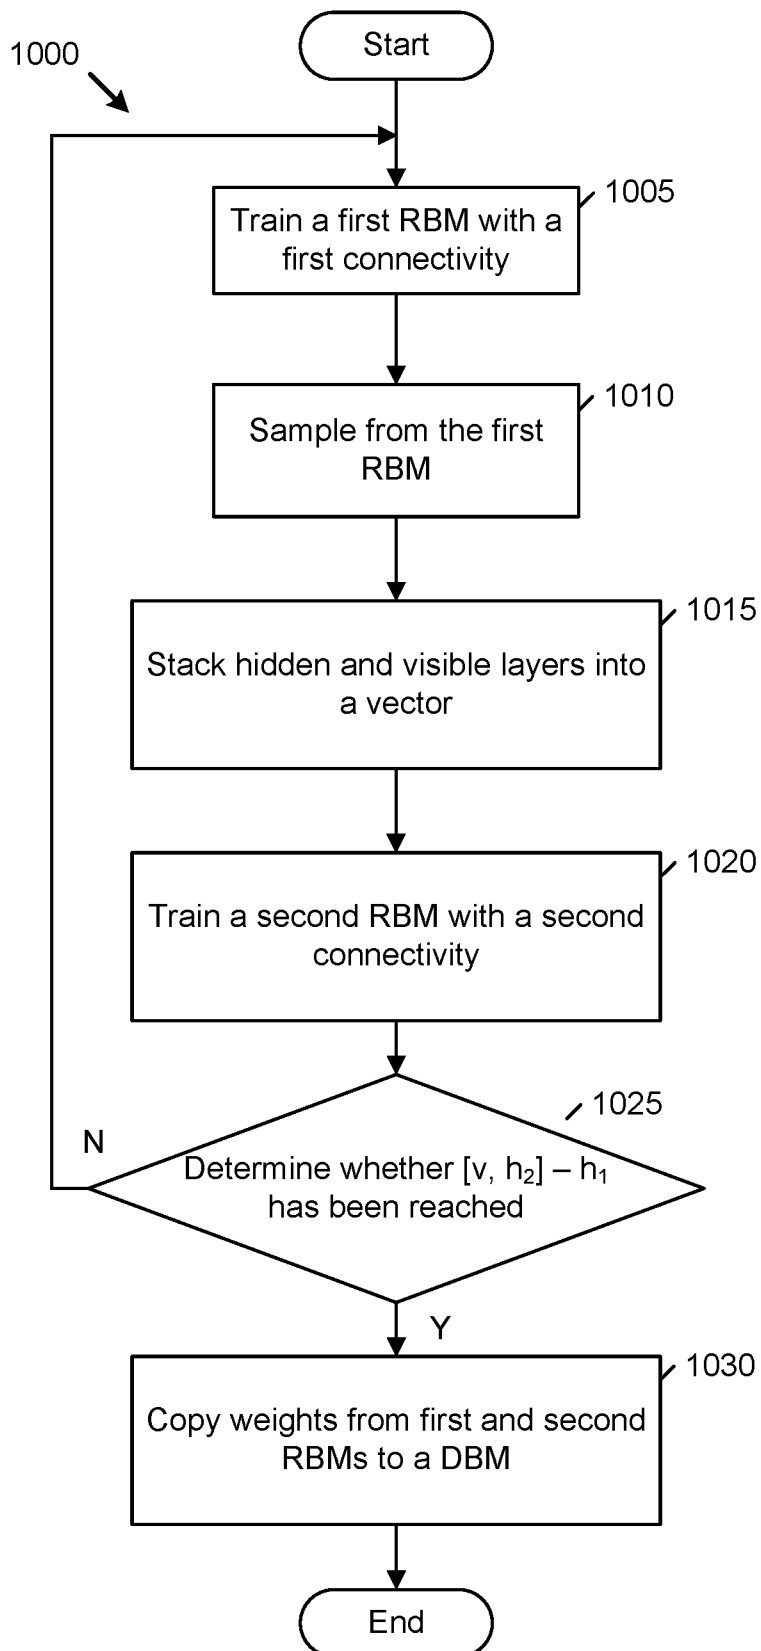 Start
1000
1005
Train a first RBM with a
first connectivity
1010
Sample from the first
RBM
1015
Stack hidden and visible layers into
a vector
1020
Train a second RBM with a second
connectivity
1025
N
Determine whether [v, h₂] – h₁
has been reached
Y
1030
Copy weights from first and second
RBMs to a DBM
End